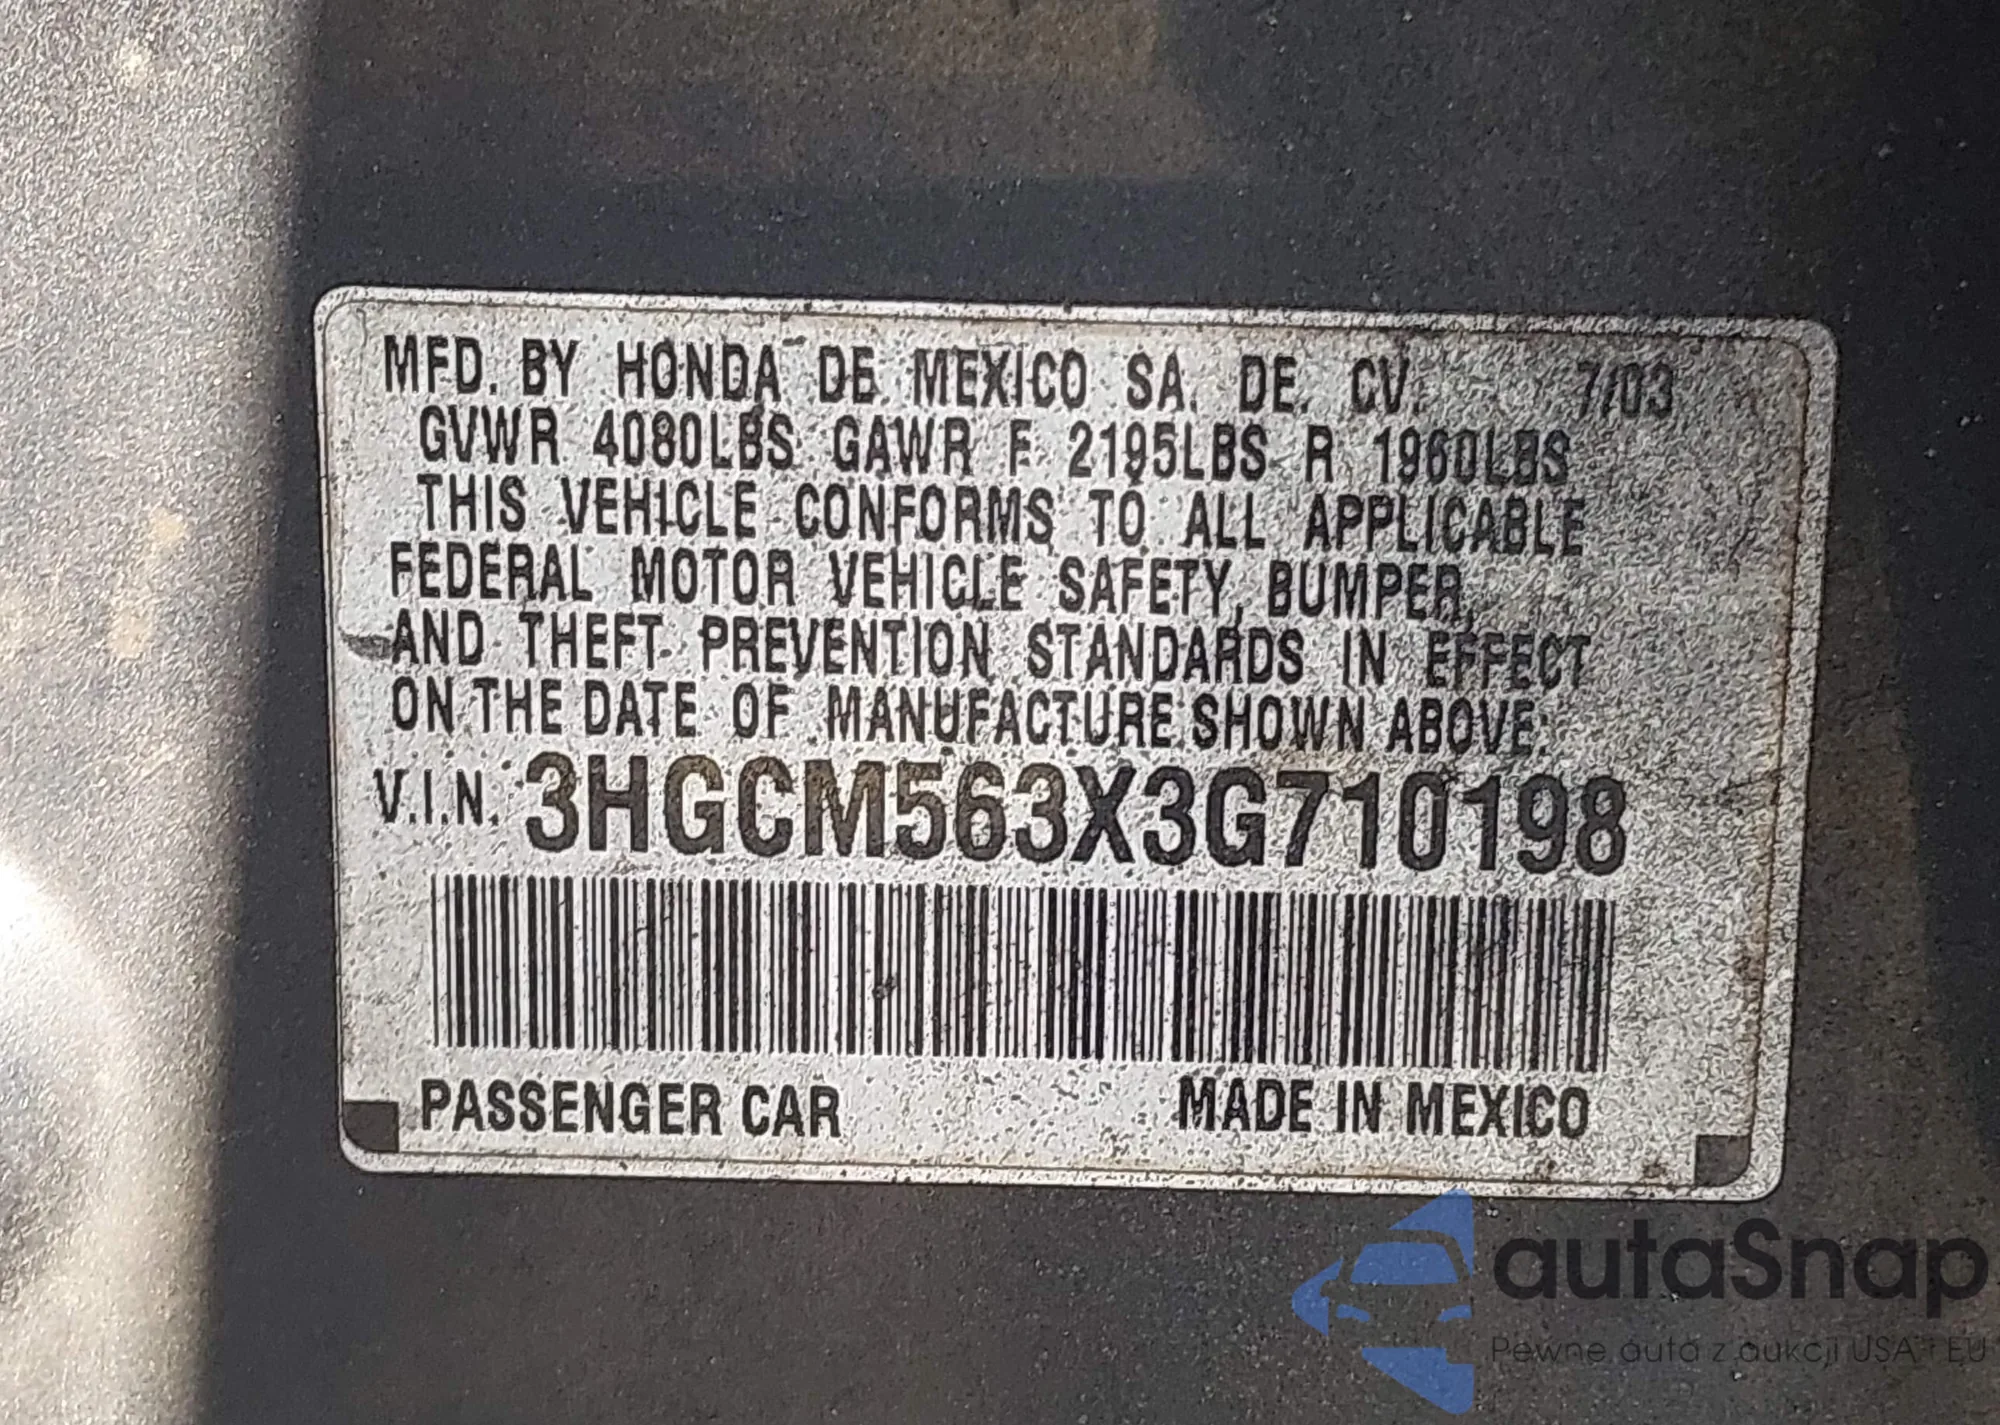 MFD. BY HONDA DE MEXICO SA. DE. CV. 7/03
GVWR 4080LBS GAWR F 2195LBS R 1960LBS
THIS VEHICLE CONFORMS TO ALL APPLICABLE
FEDERAL MOTOR VEHICLE SAFETY, BUMPER,
AND THEFT PREVENTION STANDARDS IN EFFECT
ON THE DATE OF MANUFACTURE SHOWN ABOVE.
V.I.N. 3HGCM563X3G710198
PASSENGER CAR MADE IN MEXICO
autaSnap
Pewne auta z aukcji USA i EU